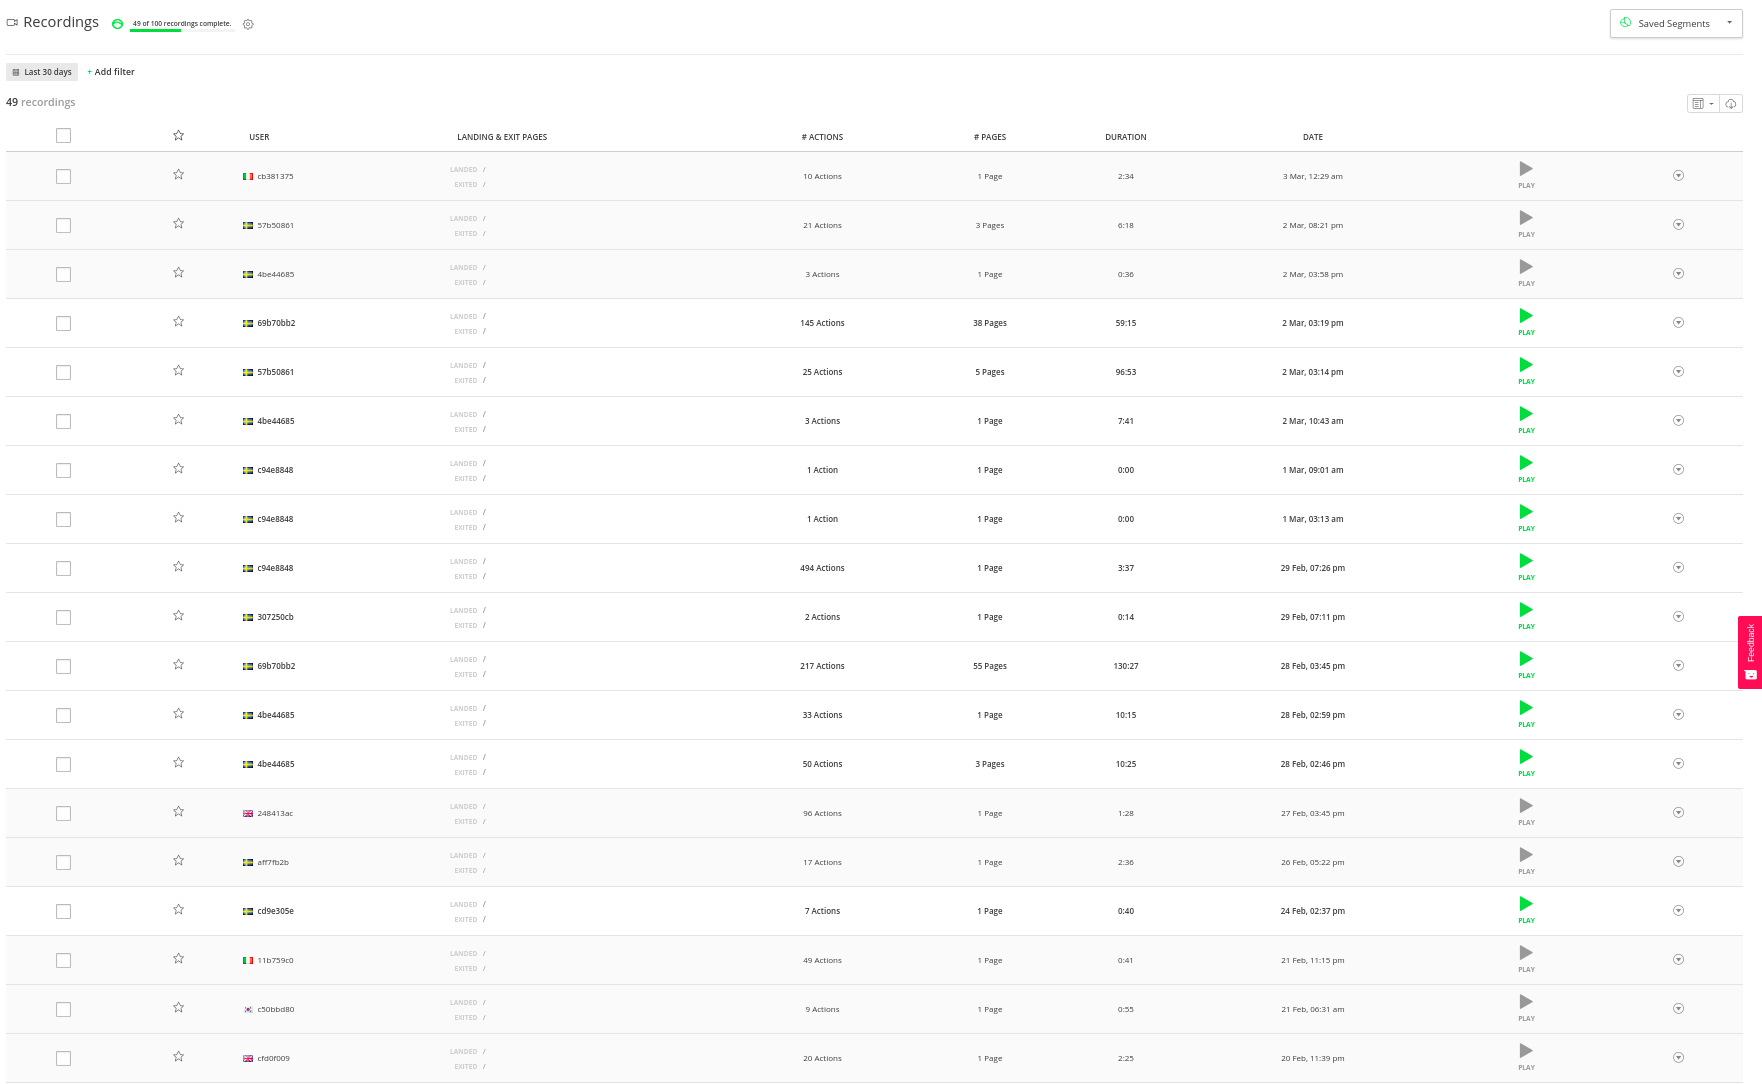 Recordings 49 of 100 recordings complete. Saved Segments
Last 30 days + Add filter
49 recordings
USER LANDING & EXIT PAGES # ACTIONS # PAGES DURATION DATE
cb381375 LANDED / EXITED / 10 Actions 1 Page 2:34 3 Mar, 12:29 am PLAY
57b50861 LANDED / EXITED / 21 Actions 3 Pages 6:18 2 Mar, 08:21 pm PLAY
4be44685 LANDED / EXITED / 3 Actions 1 Page 0:36 2 Mar, 03:58 pm PLAY
69b70bb2 LANDED / EXITED / 145 Actions 38 Pages 59:15 2 Mar, 03:19 pm PLAY
57b50861 LANDED / EXITED / 25 Actions 5 Pages 96:53 2 Mar, 03:14 pm PLAY
4be44685 LANDED / EXITED / 3 Actions 1 Page 7:41 2 Mar, 10:43 am PLAY
c94e8848 LANDED / EXITED / 1 Action 1 Page 0:00 1 Mar, 09:01 am PLAY
c94e8848 LANDED / EXITED / 1 Action 1 Page 0:00 1 Mar, 03:13 am PLAY
c94e8848 LANDED / EXITED / 494 Actions 1 Page 3:37 29 Feb, 07:26 pm PLAY
307250cb LANDED / EXITED / 2 Actions 1 Page 0:14 29 Feb, 07:11 pm PLAY
69b70bb2 LANDED / EXITED / 217 Actions 55 Pages 130:27 28 Feb, 03:45 pm PLAY
4be44685 LANDED / EXITED / 33 Actions 1 Page 10:15 28 Feb, 02:59 pm PLAY
4be44685 LANDED / EXITED / 50 Actions 3 Pages 10:25 28 Feb, 02:46 pm PLAY
248413ac LANDED / EXITED / 96 Actions 1 Page 1:28 27 Feb, 03:45 pm PLAY
aff7fb2b LANDED / EXITED / 17 Actions 1 Page 2:36 26 Feb, 05:22 pm PLAY
cd9e305e LANDED / EXITED / 7 Actions 1 Page 0:40 24 Feb, 02:37 pm PLAY
11b759c0 LANDED / EXITED / 49 Actions 1 Page 0:41 21 Feb, 11:15 pm PLAY
c50bbd80 LANDED / EXITED / 9 Actions 1 Page 0:55 21 Feb, 06:31 am PLAY
cfd0f009 LANDED / EXITED / 20 Actions 1 Page 2:25 20 Feb, 11:39 pm PLAY
Feedback